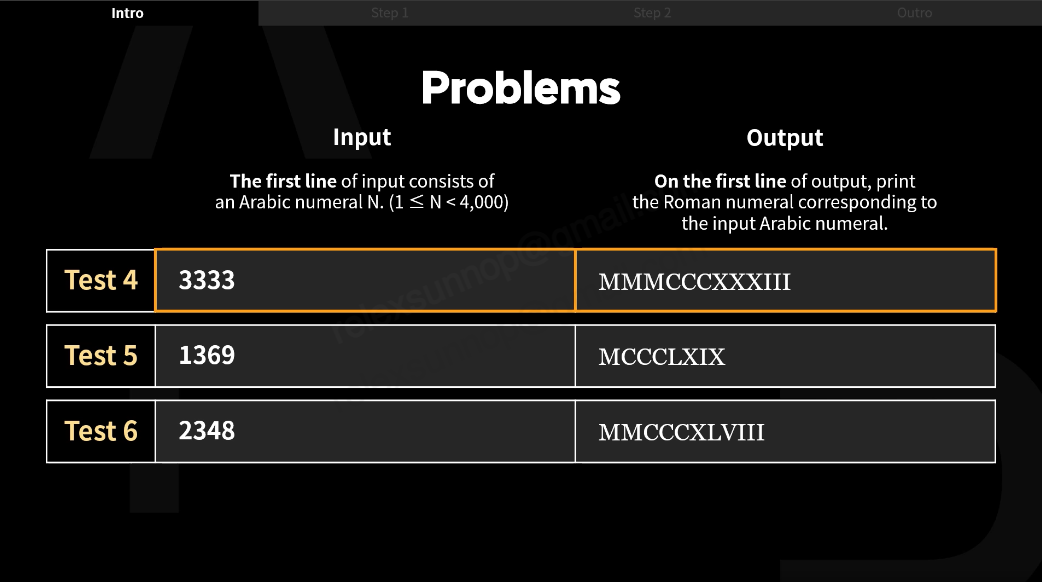 Intro
Step 1
Step 2
Outro
Problems
Input
Output
The first line of input consists of
an Arabic numeral N. (1 ≤ N < 4,000)
On the first line of output, print
the Roman numeral corresponding to
the input Arabic numeral.
Test 4
3333
MMMCCCXXXIII
Test 5
1369
MCCCLXIX
Test 6
2348
MMCCCXLVIII